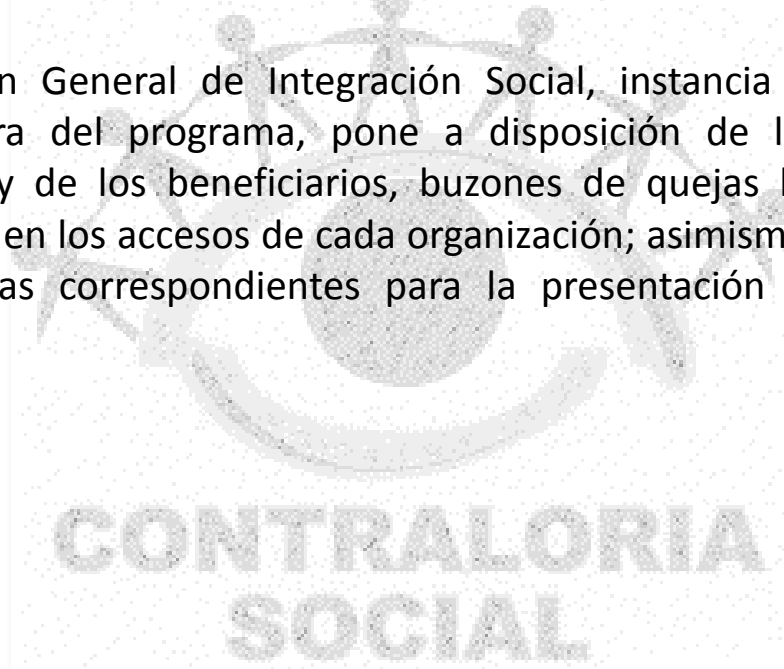 n General de Integración Social, instancia
ra del programa, pone a disposición de l
y de los beneficiarios, buzones de quejas
en los accesos de cada organización; asimism
as correspondientes para la presentación
CONTRALORIA
SOCIAL